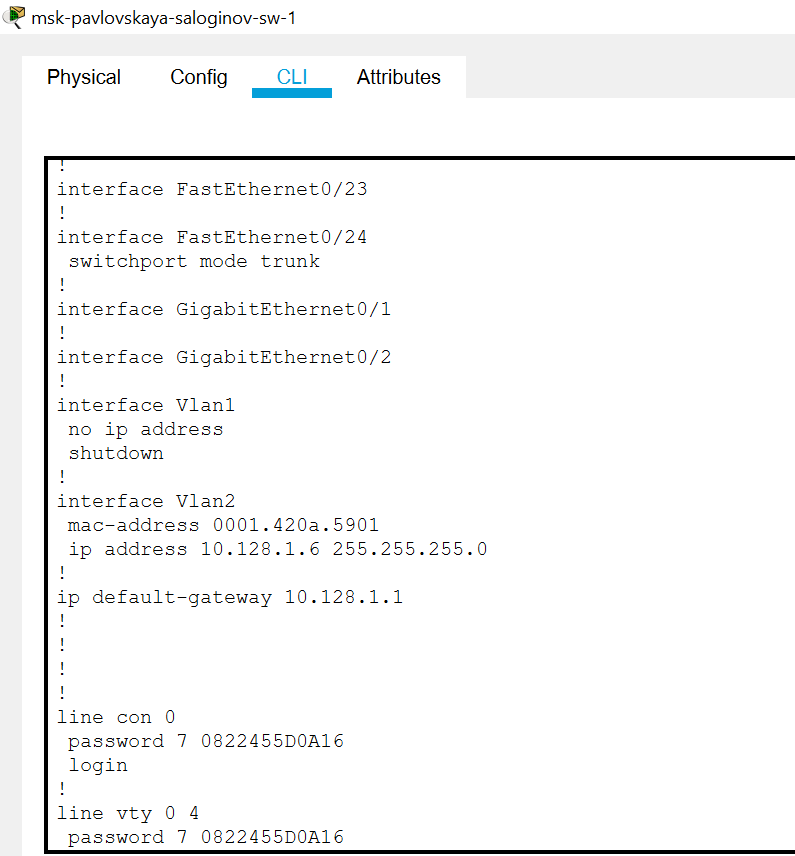 msk-pavlovskaya-saloginov-sw-1
Physical Config CLI Attributes
!
interface FastEthernet0/23
!
interface FastEthernet0/24
 switchport mode trunk
!
interface GigabitEthernet0/1
!
interface GigabitEthernet0/2
!
interface Vlan1
 no ip address
 shutdown
!
interface Vlan2
 mac-address 0001.420a.5901
 ip address 10.128.1.6 255.255.255.0
!
ip default-gateway 10.128.1.1
!
!
!
!
line con 0
 password 7 0822455D0A16
 login
!
line vty 0 4
 password 7 0822455D0A16